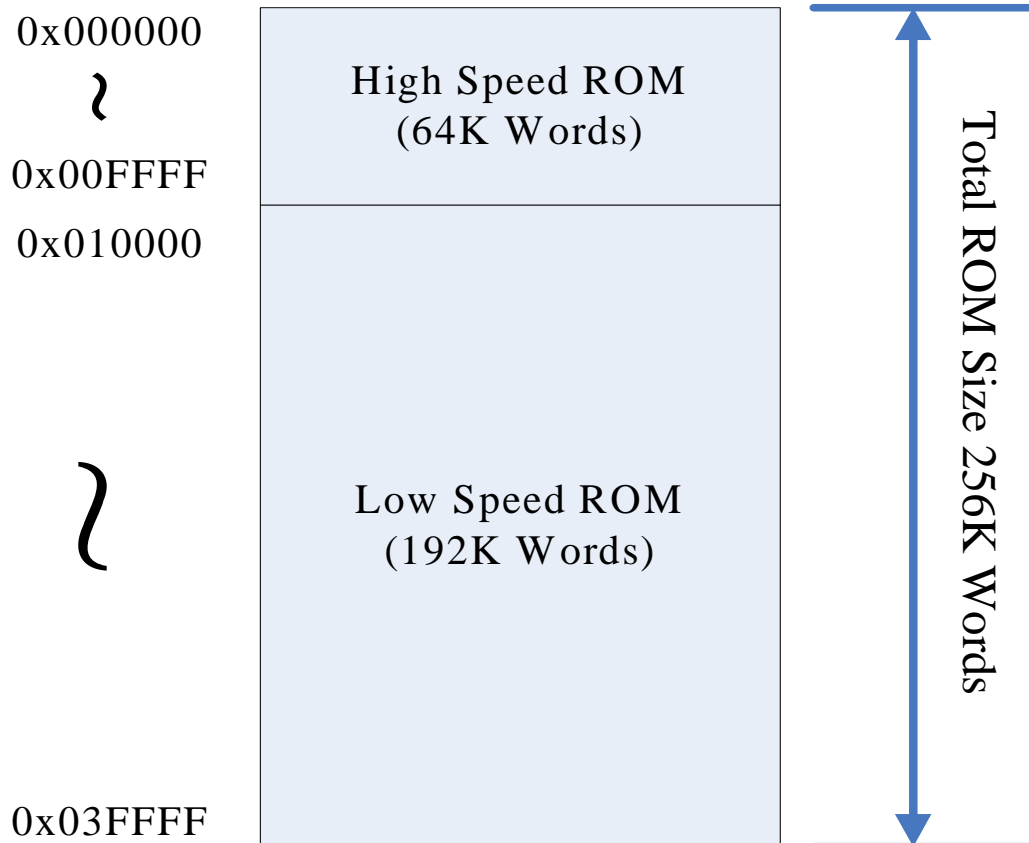 0x000000
High Speed ROM
(64K Words)
0x00FFFF
0x010000
Low Speed ROM
(192K Words)
0x03FFFF
Total ROM Size 256K Words